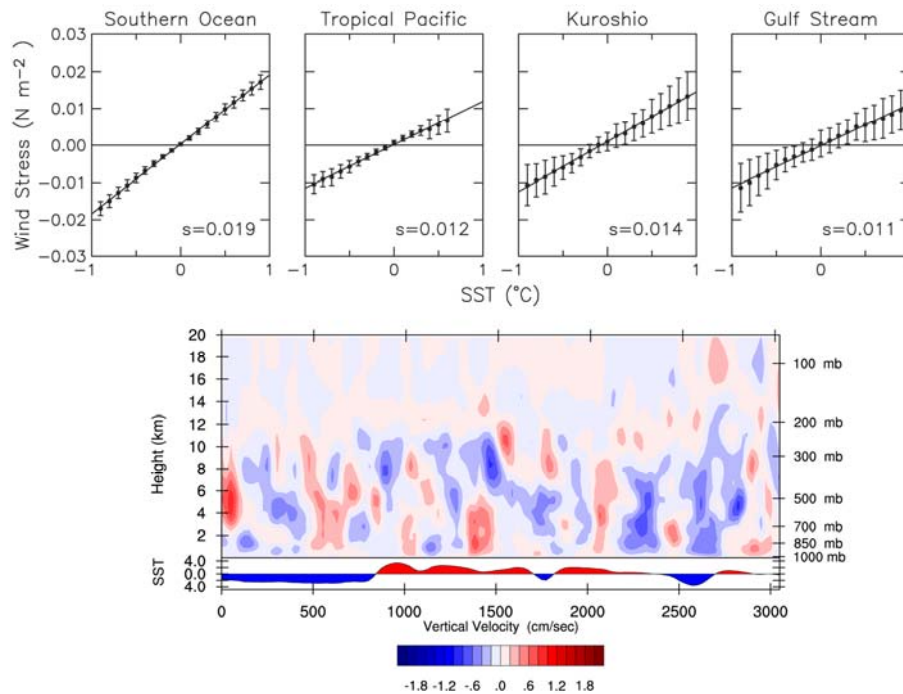 Southern Ocean Tropical Pacific Kuroshio Gulf Stream
Wind Stress (N m−2)
0.03
0.02
0.01
0.00
−0.01
−0.02
−0.03
s=0.019 s=0.012 s=0.014 s=0.011
−1 0 1 −1 0 1 −1 0 1 −1 0
SST (°C)
Height (km)
20
18
16
14
12
10
8
6
4
2
100 mb
200 mb
300 mb
500 mb
700 mb
850 mb
1000 mb
SST
4.0
0.0
4.0
0 500 1000 1500 2000 2500 3000
Vertical Velocity (cm/sec)
-1.8 -1.2 -.6 .0 .6 1.2 1.8